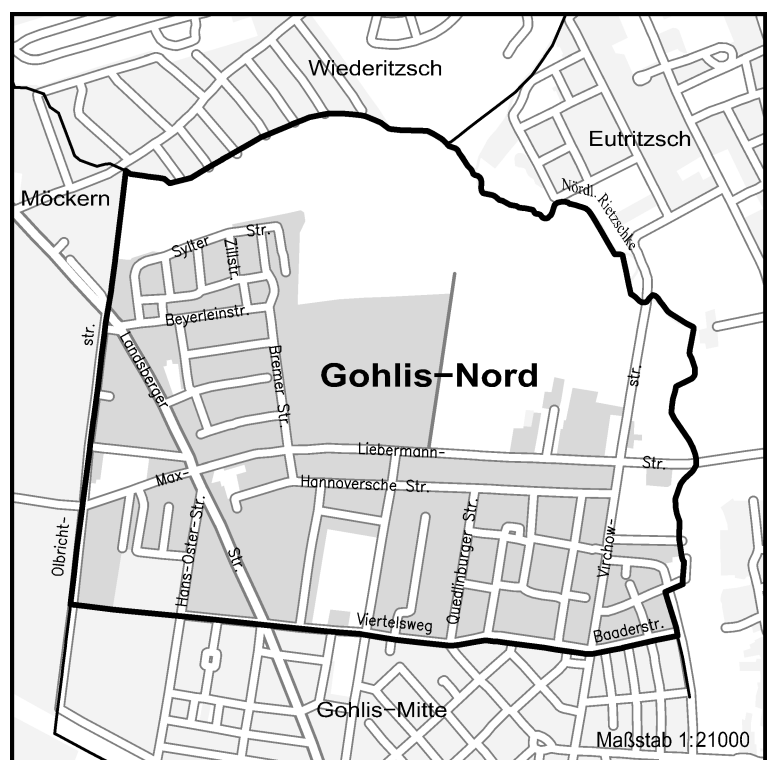 Wiederitzsch
Eutritzsch
Möckern
Nördl. Rietzschke
Sylter
Str.
Zillstr.
Beyerleinstr.
str.
Landsberger
Bremer Str.
Gohlis-Nord
str.
Liebermann-
Str.
Max-
Hannoversche Str.
Olbricht-
Hans-Oster-Str.
Str.
Quedlinburger Str.
Virchow-
Viertelsweg
Baaderstr.
Gohlis-Mitte
Maßstab 1:21000